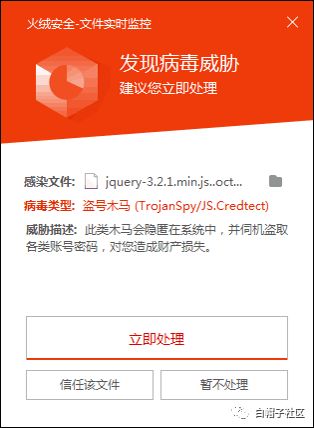 火绒安全-文件实时监控
发现病毒威胁
建议您立即处理
感染文件: jquery-3.2.1.min.js..oct...
病毒类型: 盗号木马 (TrojanSpy/JS.Credtect)
威胁描述: 此类木马会隐匿在系统中，并伺机盗取
各类账号密码，对您造成财产损失。
立即处理
信任该文件 暂不处理
白帽子社区